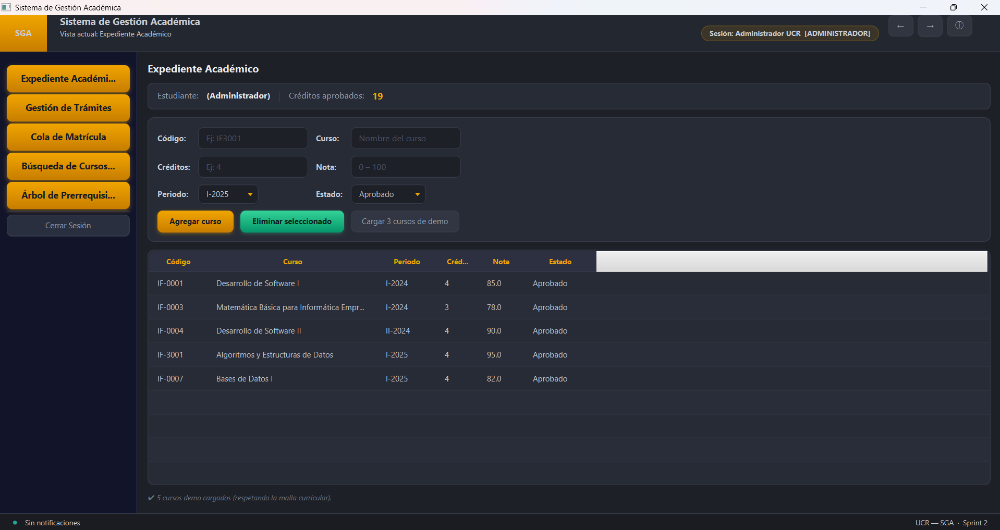 Sistema de Gestión Académica
SGA
Sistema de Gestión Académica
Vista actual: Expediente Académico
Sesión: Administrador UCR [ADMINISTRADOR]
← → ⓘ
Expediente Académi...
Gestión de Trámites
Cola de Matrícula
Búsqueda de Cursos...
Árbol de Prerrequisi...
Cerrar Sesión
Expediente Académico
Estudiante: (Administrador) Créditos aprobados: 19
Código: Ej: IF3001 Curso: Nombre del curso
Créditos: Ej: 4 Nota: 0 – 100
Periodo: I-2025 Estado: Aprobado
Agregar curso Eliminar seleccionado Cargar 3 cursos de demo
Código Curso Periodo Créd... Nota Estado
IF-0001 Desarrollo de Software I I-2024 4 85.0 Aprobado
IF-0003 Matemática Básica para Informática Empr... I-2024 3 78.0 Aprobado
IF-0004 Desarrollo de Software II II-2024 4 90.0 Aprobado
IF-3001 Algoritmos y Estructuras de Datos I-2025 4 95.0 Aprobado
IF-0007 Bases de Datos I I-2025 4 82.0 Aprobado
✔ 5 cursos demo cargados (respetando la malla curricular).
Sin notificaciones
UCR — SGA · Sprint 2